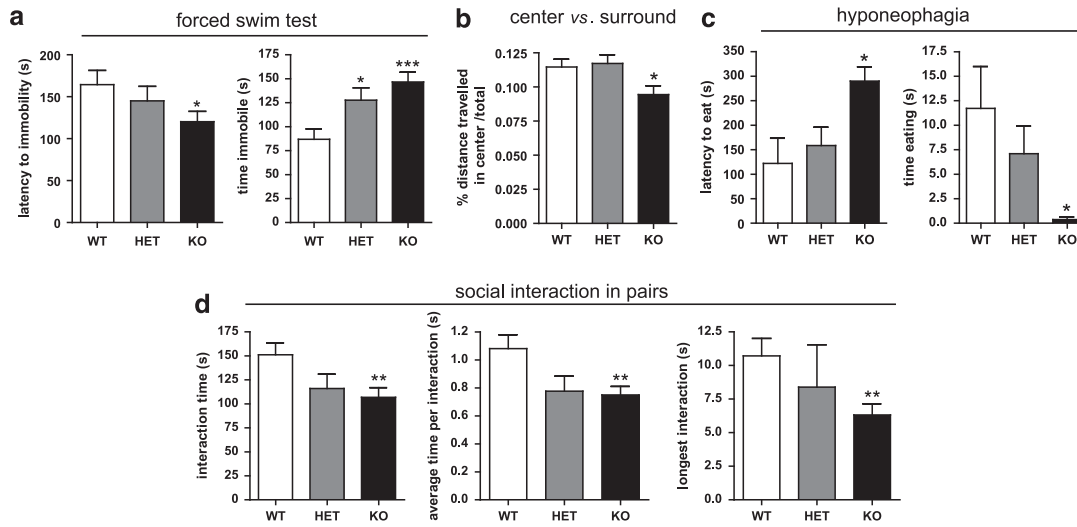 a
forced swim test
latency to immobility (s)
200
150
100
50
0
WT HET KO
*
time immobile (s)
175
150
125
100
75
50
25
0
WT HET KO
*
***
b
center vs. surround
% distance travelled
in center /total
0.125
0.100
0.075
0.050
0.025
0.000
WT HET KO
*
c
hyponeophagia
latency to eat (s)
350
300
250
200
150
100
50
0
WT HET KO
*
time eating (s)
17.5
15.0
12.5
10.0
7.5
5.0
2.5
0.0
WT HET KO
*
d
social interaction in pairs
interaction time (s)
175
150
125
100
75
50
25
0
WT HET KO
**
average time per interaction (s)
1.2
1.0
0.8
0.6
0.4
0.2
0.0
WT HET KO
**
longest interaction (s)
12.5
10.0
7.5
5.0
2.5
0.0
WT HET KO
**